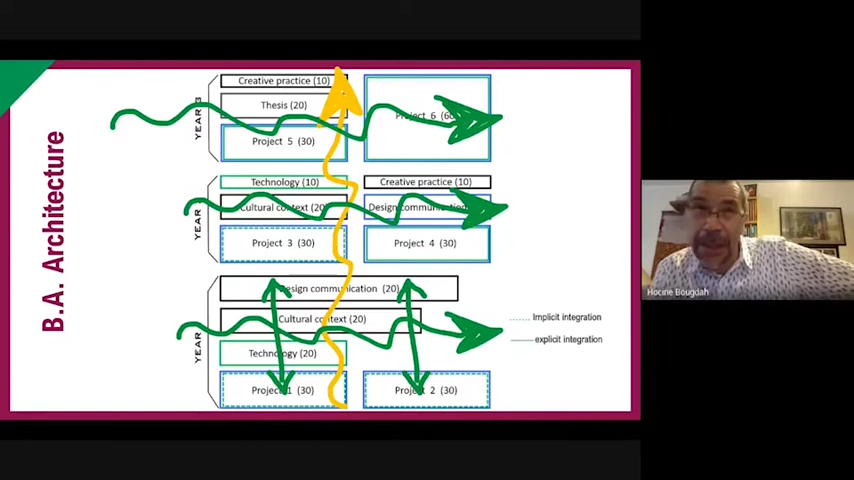 B.A. Architecture
YEAR 3
Creative practice (10)
Thesis (20)
Project 5 (30)
Project 6 (60)
YEAR
Technology (10)
Creative practice (10)
Cultural context (20)
Design communication
Project 3 (30)
Project 4 (30)
YEAR
Design communication (20)
Cultural context (20)
Technology (20)
Project 1 (30)
Project 2 (30)
Implicit integration
explicit integration
Hocine Bougdah